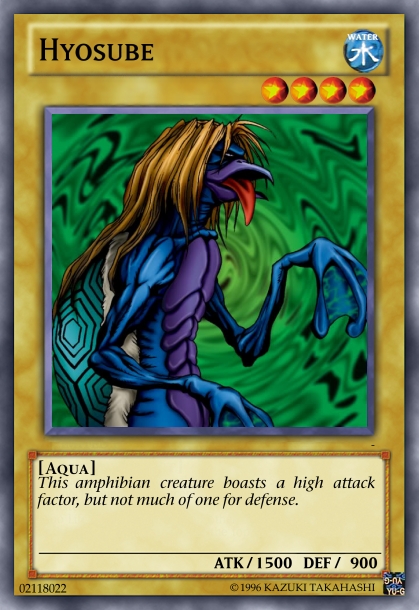 HYOSUBE
WATER
水
[AQUA]
This amphibian creature boasts a high attack
factor, but not much of one for defense.
ATK / 1500 DEF / 900
02118022
©1996 KAZUKI TAKAHASHI
YU-G